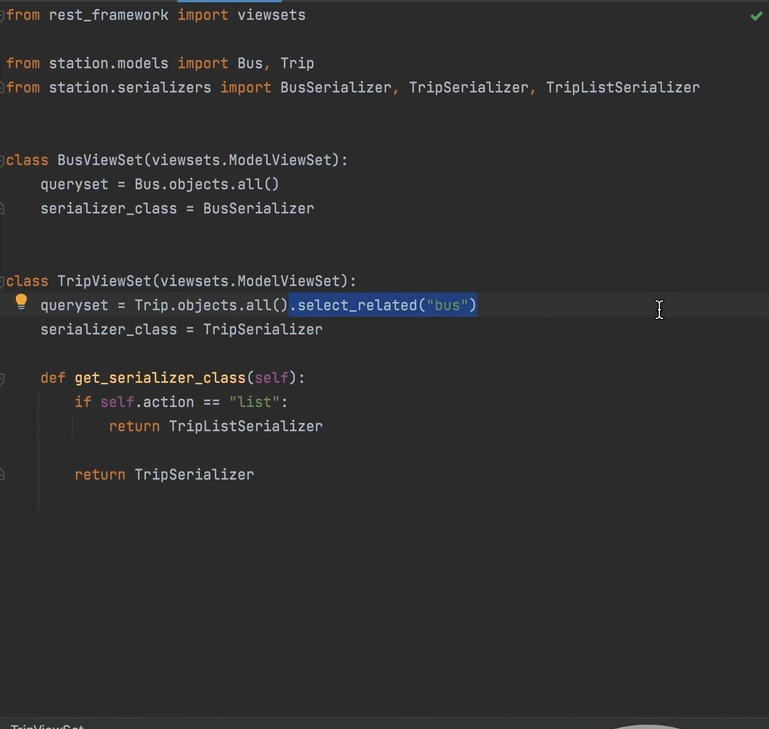 from rest_framework import viewsets
from station.models import Bus, Trip
from station.serializers import BusSerializer, TripSerializer, TripListSerializer
class BusViewSet(viewsets.ModelViewSet):
    queryset = Bus.objects.all()
    serializer_class = BusSerializer
class TripViewSet(viewsets.ModelViewSet):
    queryset = Trip.objects.all().select_related("bus")
    serializer_class = TripSerializer
    def get_serializer_class(self):
        if self.action == "list":
            return TripListSerializer
        return TripSerializer
TripViewSet